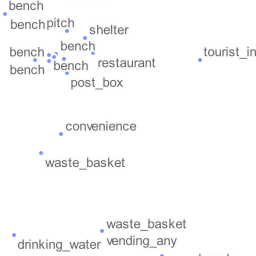 bench
bench pitch
shelter
bench
bench
tourist_in
bench
bench
restaurant
post_box
convenience
waste_basket
waste_basket
drinking_water
vending_any